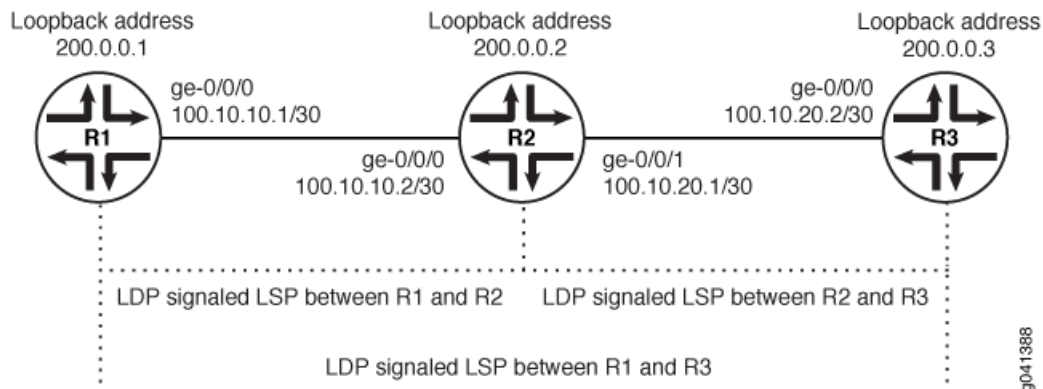 Loopback address
200.0.0.1
Loopback address
200.0.0.2
Loopback address
200.0.0.3
ge-0/0/0
100.10.10.1/30
ge-0/0/0
100.10.20.2/30
R1
R2
R3
ge-0/0/0
100.10.10.2/30
ge-0/0/1
100.10.20.1/30
LDP signaled LSP between R1 and R2
LDP signaled LSP between R2 and R3
LDP signaled LSP between R1 and R3
g041388